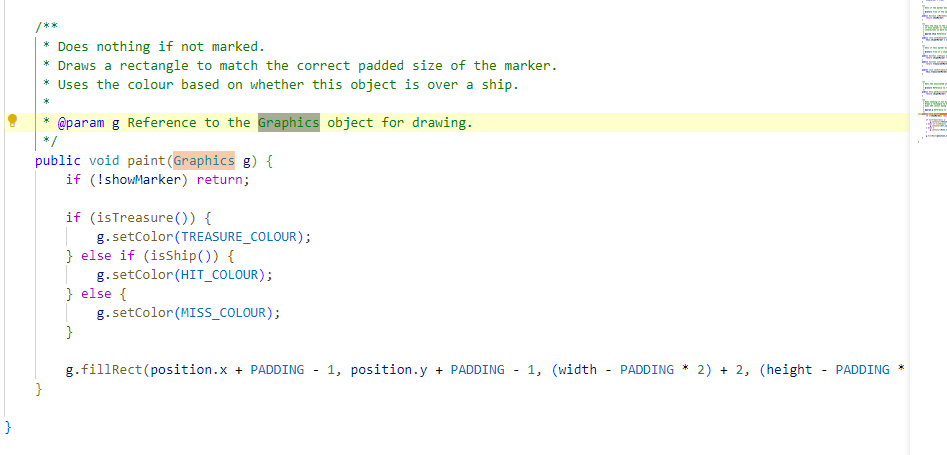 /**
* Does nothing if not marked.
* Draws a rectangle to match the correct padded size of the marker.
* Uses the colour based on whether this object is over a ship.
*
* @param g Reference to the Graphics object for drawing.
*/
public void paint(Graphics g) {
if (!showMarker) return;
if (isTreasure()) {
g.setColor(TREASURE_COLOUR);
} else if (isShip()) {
g.setColor(HIT_COLOUR);
} else {
g.setColor(MISS_COLOUR);
}
g.fillRect(position.x + PADDING - 1, position.y + PADDING - 1, (width - PADDING * 2) + 2, (height - PADDING *
}
}